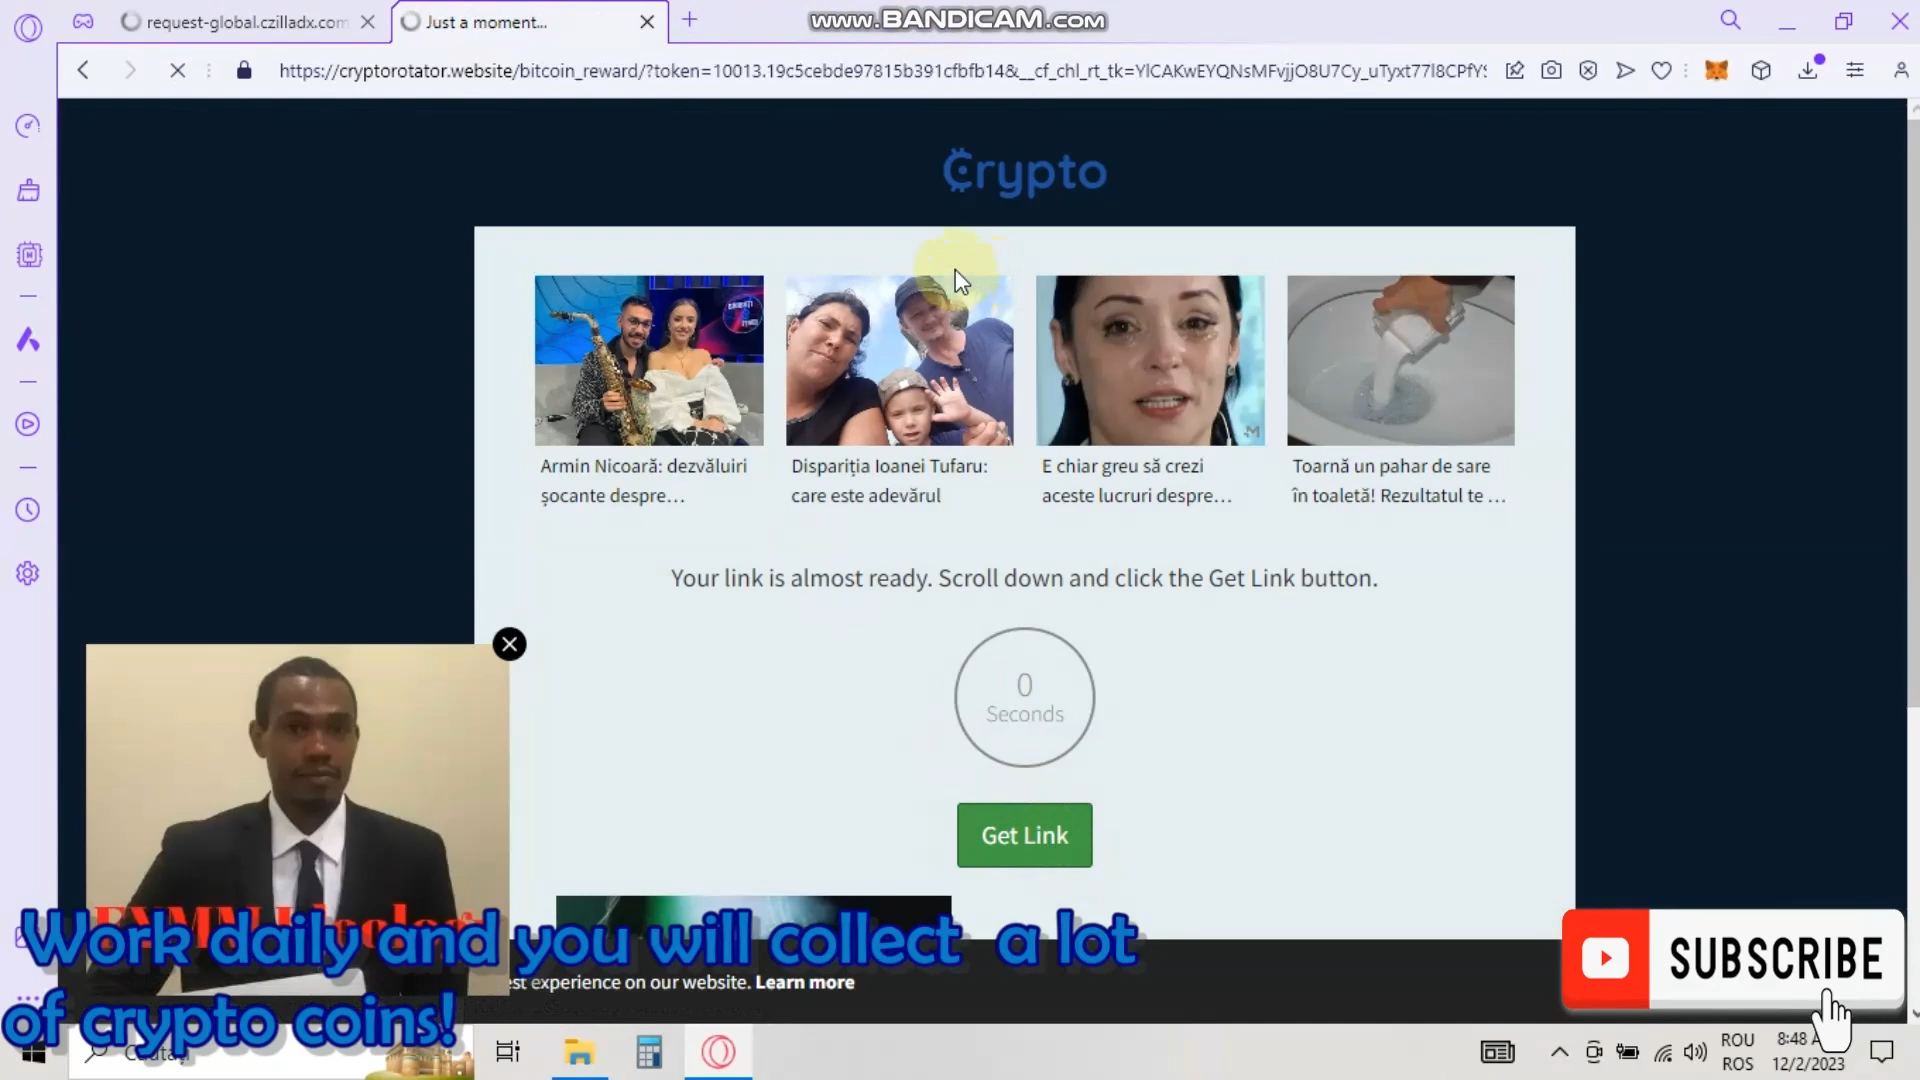 request-global.czilladx.com
Just a moment...
www.BANDICAM.com
https://cryptorotator.website/bitcoin_reward/?token=10013.19c5cebde97815b391cfbfb14&__cf_chl_rt_tk=YlCAKwEYQNsMFvjjO8U7Cy_uTyxt77l8CPfYS
Crypto
Armin Nicoară: dezvăluiri
șocante despre…
Dispariția Ioanei Tufaru:
care este adevărul
E chiar greu să crezi
aceste lucruri despre…
Toarnă un pahar de sare
în toaletă! Rezultatul te …
Your link is almost ready. Scroll down and click the Get Link button.
0
Seconds
Get Link
Work daily and you will collect a lot
of crypto coins!
experience on our website. Learn more
SUBSCRIBE
ROU
ROS
8:48
12/2/2023